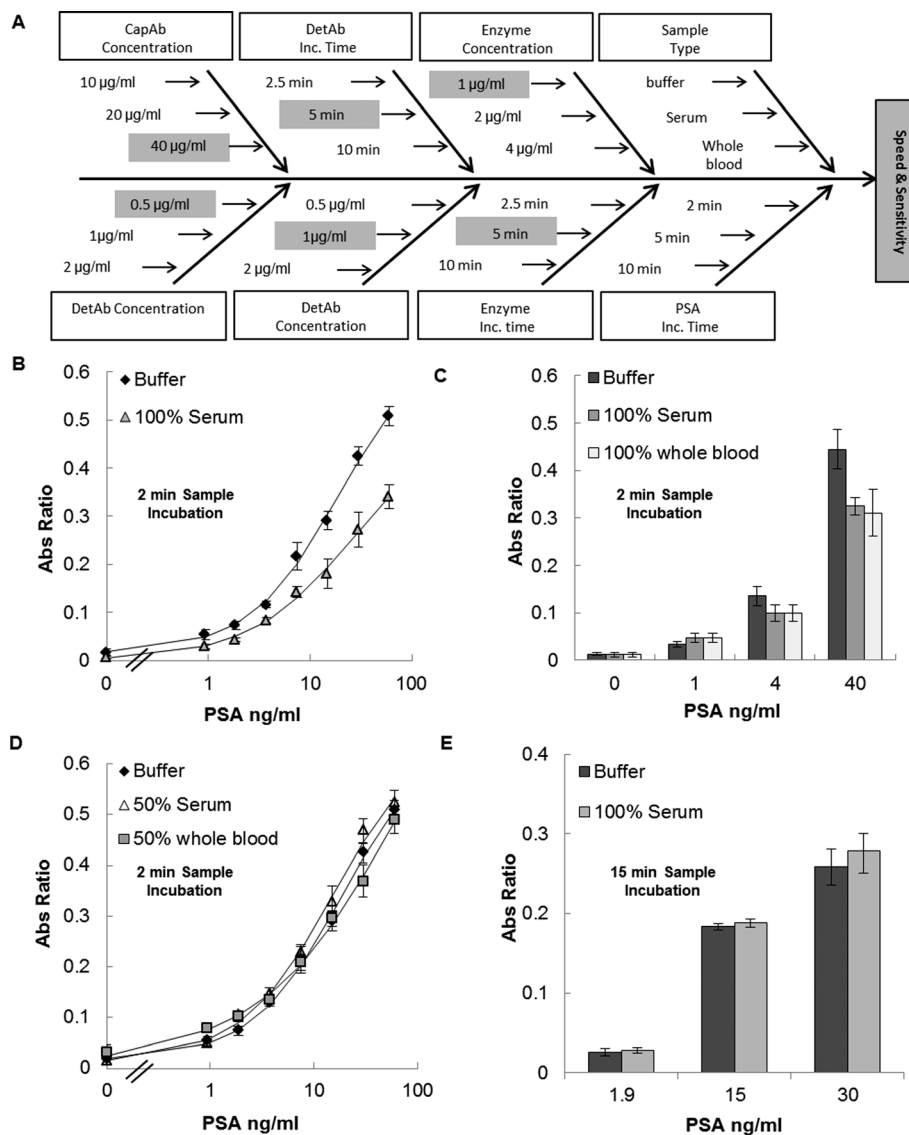 A
CapAb
Concentration
DetAb
Inc. Time
Enzyme
Concentration
Sample
Type
10 µg/ml
20 µg/ml
40 µg/ml
2.5 min
5 min
10 min
1 µg/ml
2 µg/ml
4 µg/ml
buffer
Serum
Whole
blood
Speed & Sensitivity
0.5 µg/ml
1µg/ml
2 µg/ml
0.5 µg/ml
1µg/ml
2 µg/ml
2.5 min
5 min
10 min
2 min
5 min
10 min
DetAb Concentration
DetAb
Concentration
Enzyme
Inc. time
PSA
Inc. Time
B
Buffer
100% Serum
2 min Sample
Incubation
Abs Ratio
0.6
0.5
0.4
0.3
0.2
0.1
0
0 1 10 100
PSA ng/ml
C
Buffer
100% Serum
100% whole blood
2 min Sample
Incubation
Abs Ratio
0.6
0.5
0.4
0.3
0.2
0.1
0
0 1 4 40
PSA ng/ml
D
Buffer
50% Serum
50% whole blood
2 min Sample
Incubation
Abs Ratio
0.6
0.5
0.4
0.3
0.2
0.1
0
0 1 10 100
PSA ng/ml
E
Buffer
100% Serum
15 min Sample
Incubation
Abs Ratio
0.4
0.3
0.2
0.1
0
1.9 15 30
PSA ng/ml